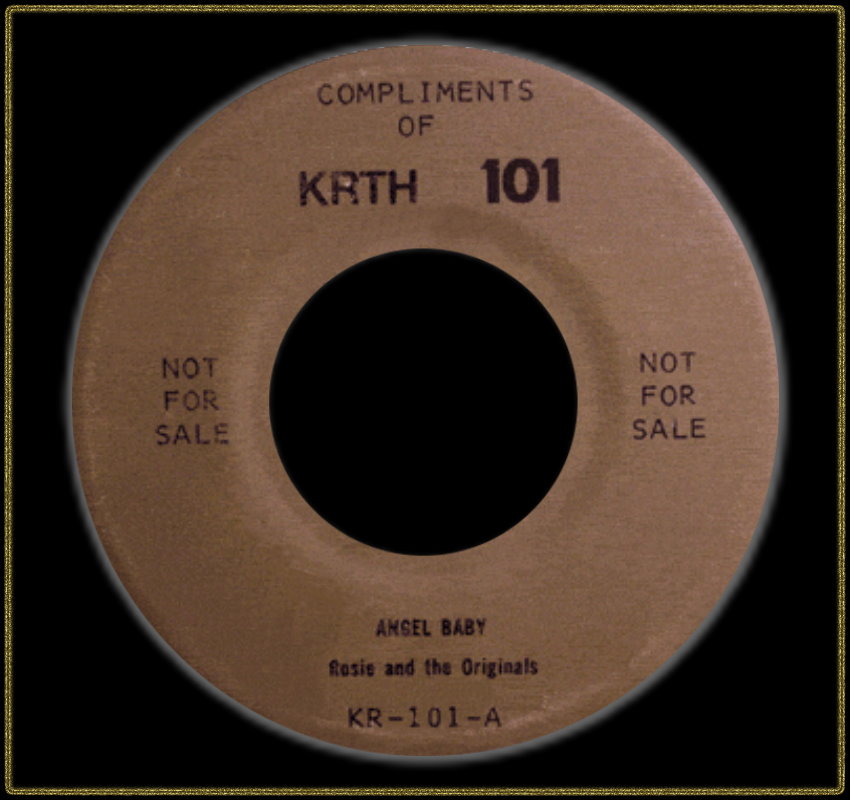 COMPLIMENTS
OF
KRTH 101
NOT
FOR
SALE
NOT
FOR
SALE
ANGEL BABY
Rosie and the Originals
KR-101-A